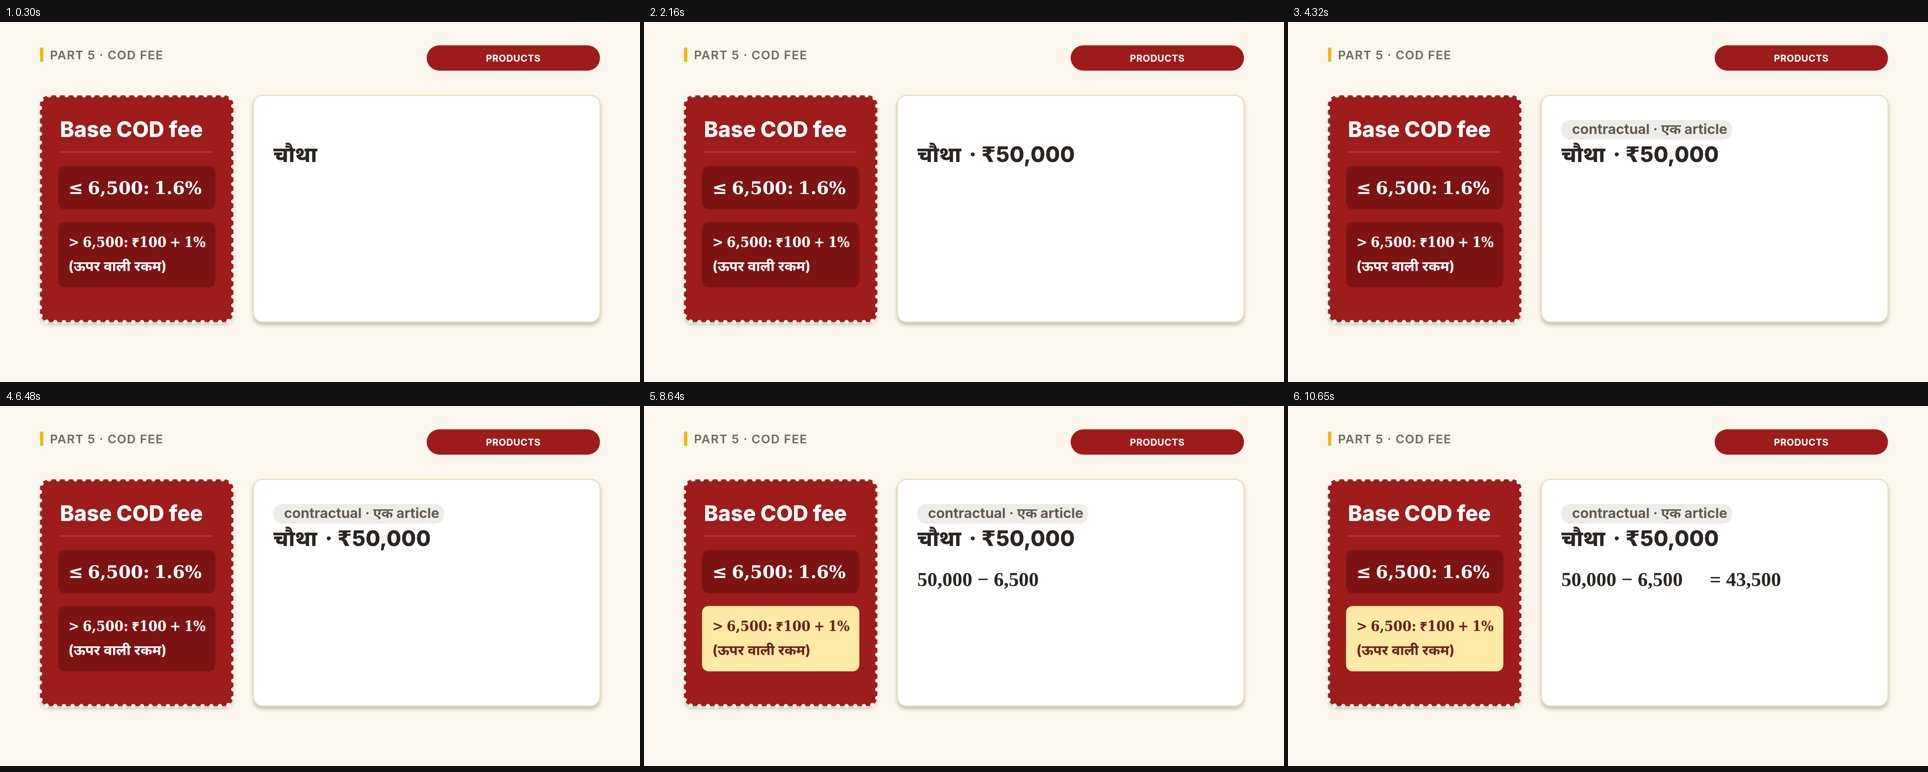 1. 0.30s
PART 5 · COD FEE
PRODUCTS
Base COD fee
≤ 6,500: 1.6%
> 6,500: ₹100 + 1%
(ऊपर वाली रकम)
चौथा
2. 2.16s
PART 5 · COD FEE
PRODUCTS
Base COD fee
≤ 6,500: 1.6%
> 6,500: ₹100 + 1%
(ऊपर वाली रकम)
चौथा · ₹50,000
3. 4.32s
PART 5 · COD FEE
PRODUCTS
Base COD fee
≤ 6,500: 1.6%
> 6,500: ₹100 + 1%
(ऊपर वाली रकम)
contractual · एक article
चौथा · ₹50,000
4. 6.48s
PART 5 · COD FEE
PRODUCTS
Base COD fee
≤ 6,500: 1.6%
> 6,500: ₹100 + 1%
(ऊपर वाली रकम)
contractual · एक article
चौथा · ₹50,000
5. 8.64s
PART 5 · COD FEE
PRODUCTS
Base COD fee
≤ 6,500: 1.6%
> 6,500: ₹100 + 1%
(ऊपर वाली रकम)
contractual · एक article
चौथा · ₹50,000
50,000 − 6,500
6. 10.65s
PART 5 · COD FEE
PRODUCTS
Base COD fee
≤ 6,500: 1.6%
> 6,500: ₹100 + 1%
(ऊपर वाली रकम)
contractual · एक article
चौथा · ₹50,000
50,000 − 6,500 = 43,500